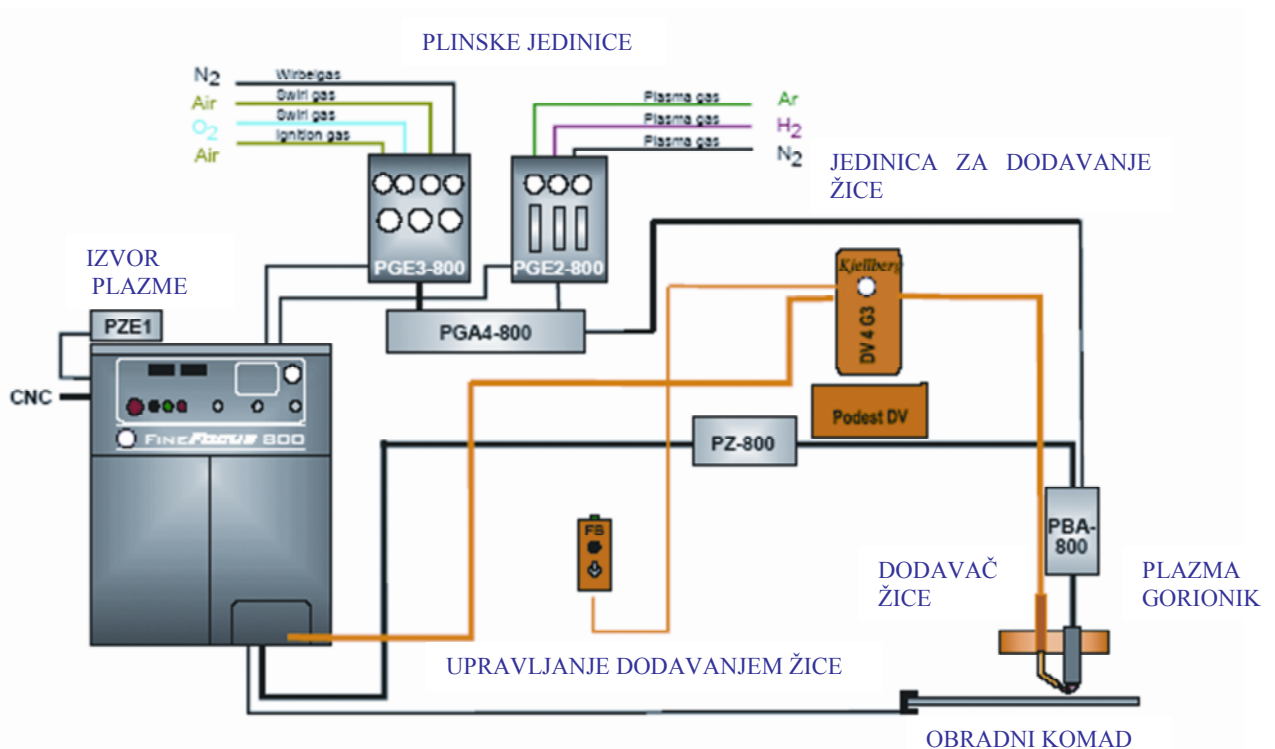 PLINSKE JEDINICE
N2 Wirbelgas
Air Swirl gas
O2 Swirl gas
Air Ignition gas
Plasma gas Ar
Plasma gas H2
Plasma gas N2
JEDINICA ZA DODAVANJE
ŽICE
IZVOR
PLAZME
PGE3-800
PGE2-800
Kjellberg
DV 4 G3
PZE1
PGA4-800
CNC
FINEFOCUS 800
Podest DV
PZ-800
FB
PBA-
800
DODAVAČ
ŽICE
PLAZMA
GORIONIK
UPRAVLJANJE DODAVANJEM ŽICE
OBRADNI KOMAD